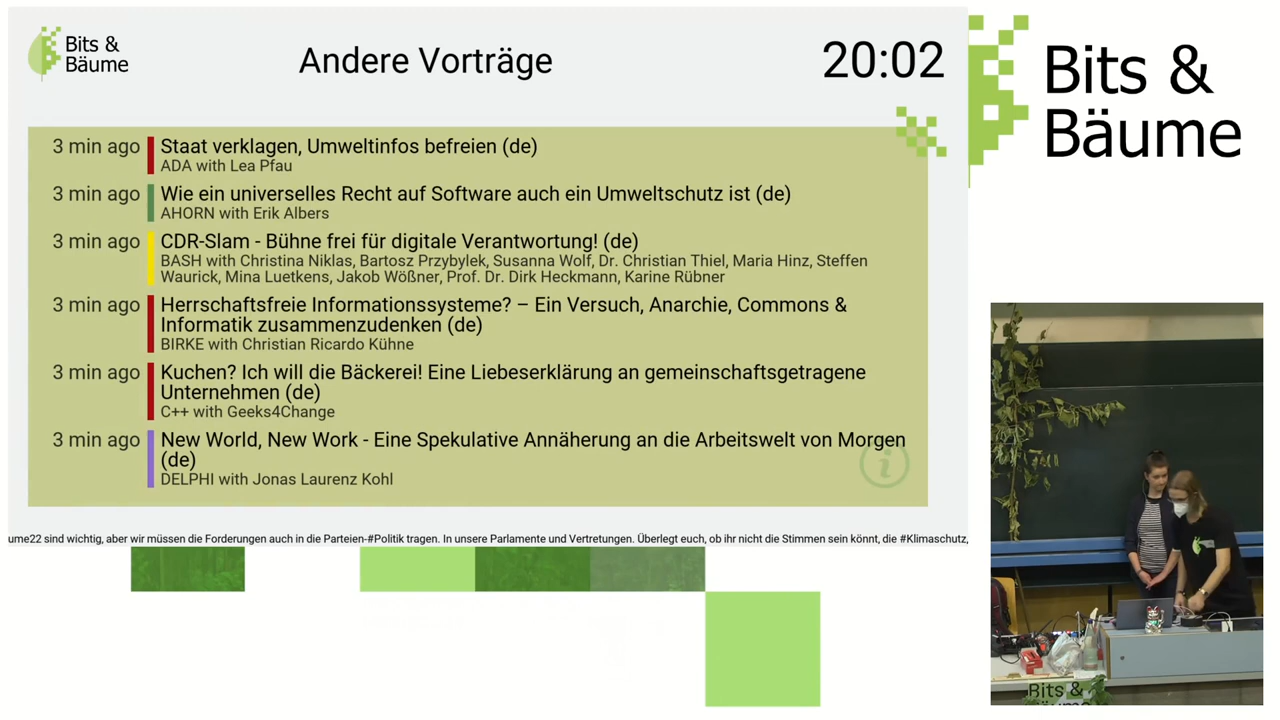 Bits &
Bäume
Andere Vorträge
20:02
Bits &
Bäume
3 min ago Staat verklagen, Umweltinfos befreien (de)
ADA with Lea Pfau
3 min ago Wie ein universelles Recht auf Software auch ein Umweltschutz ist (de)
AHORN with Erik Albers
3 min ago CDR-Slam - Bühne frei für digitale Verantwortung! (de)
BASH with Christina Niklas, Bartosz Przybylek, Susanna Wolf, Dr. Christian Thiel, Maria Hinz, Steffen
Waurick, Mina Luetkens, Jakob Wößner, Prof. Dr. Dirk Heckmann, Karine Rübner
3 min ago Herrschaftsfreie Informationssysteme? – Ein Versuch, Anarchie, Commons &
Informatik zusammenzudenken (de)
BIRKE with Christian Ricardo Kühne
3 min ago Kuchen? Ich will die Bäckerei! Eine Liebeserklärung an gemeinschaftsgetragene
Unternehmen (de)
C++ with Geeks4Change
3 min ago New World, New Work - Eine Spekulative Annäherung an die Arbeitswelt von Morgen
(de)
DELPHI with Jonas Laurenz Kohl
i
ume22 sind wichtig, aber wir müssen die Forderungen auch in die Parteien-#Politik tragen. In unsere Parlamente und Vertretungen. Überlegt euch, ob ihr nicht die Stimmen sein könnt, die #Klimaschutz,
Bits &
Bäume